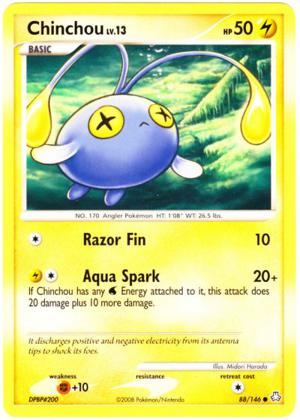 Chinchou LV.13 HP 50
BASIC
NO. 170 Angler Pokémon HT: 1'08" WT: 26.5 lbs.
Razor Fin 10
Aqua Spark 20+
If Chinchou has any Energy attached to it, this attack does
20 damage plus 10 more damage.
It discharges positive and negative electricity from its antenna
tips to shock its foes.
Illus. Midori Harada
weakness resistance retreat cost
+10
DPBP#200 ©2008 Pokémon/Nintendo 88/146